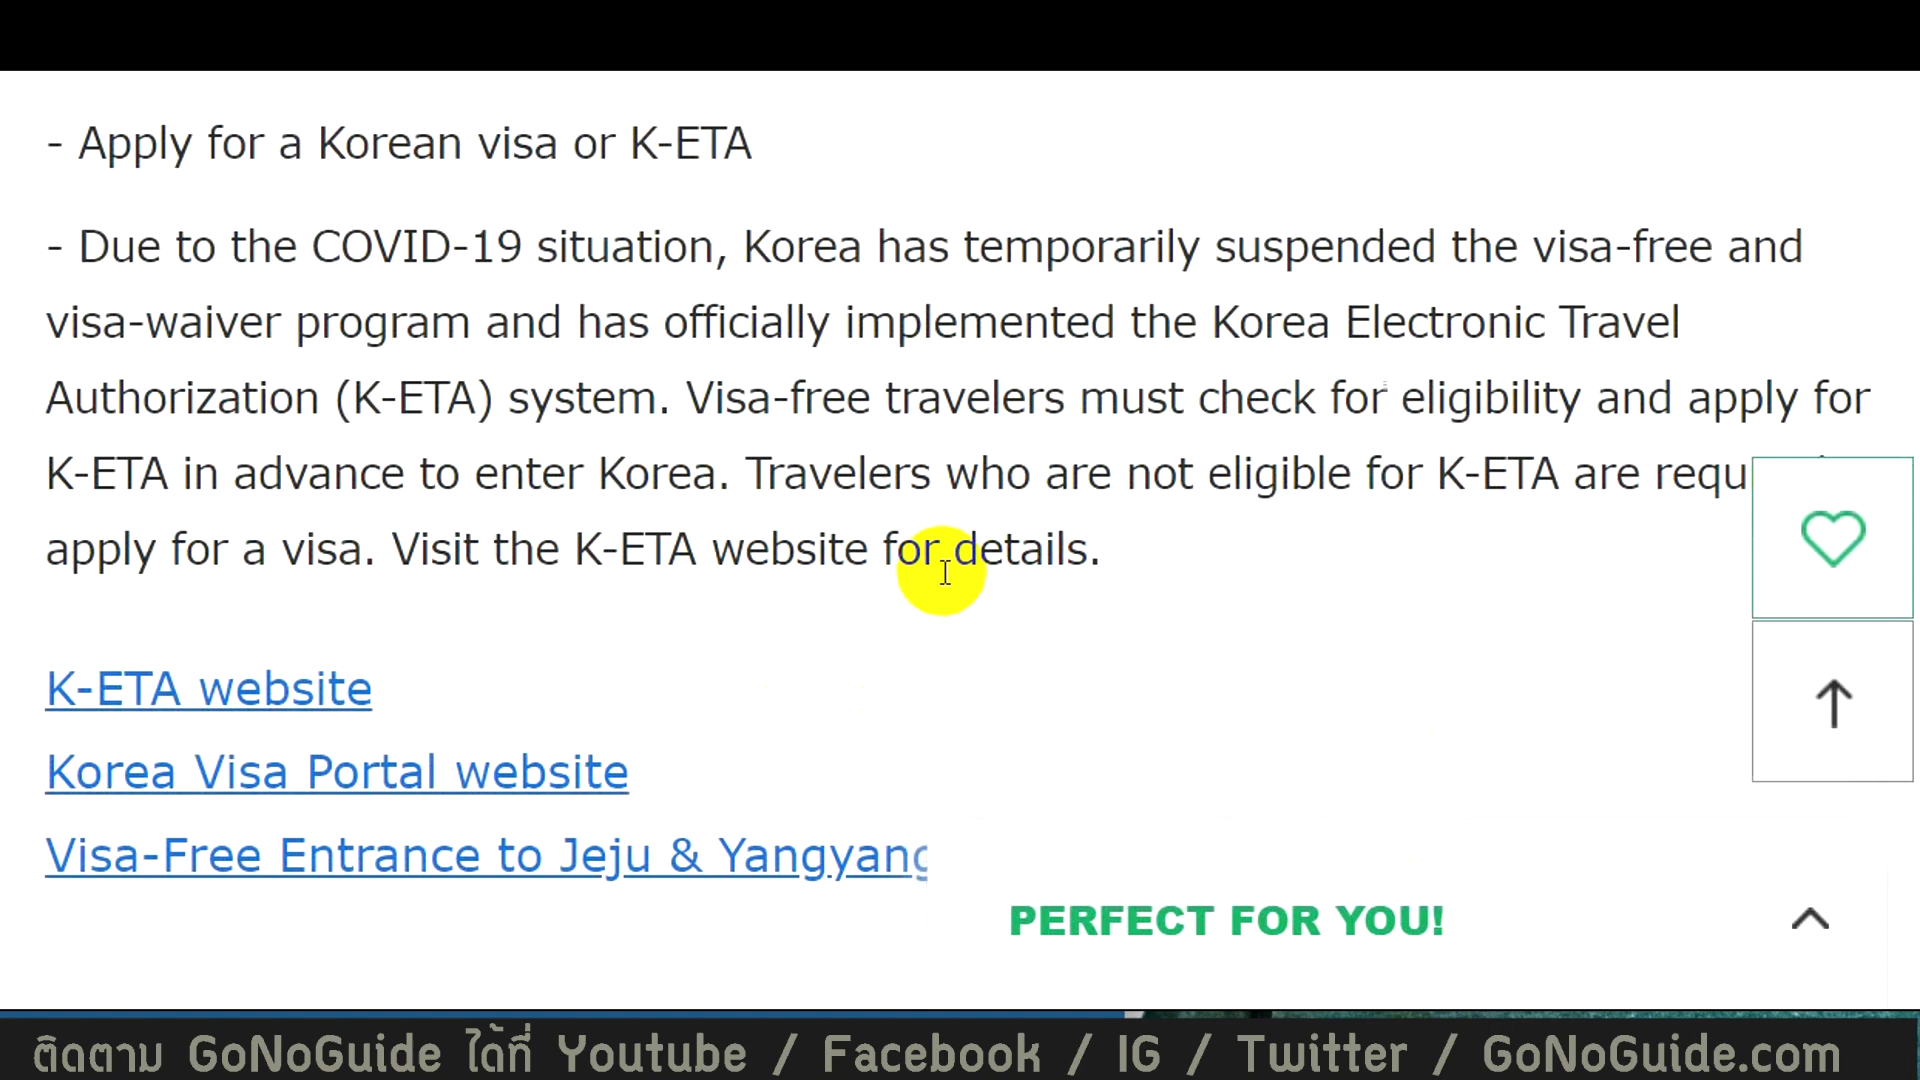 - Apply for a Korean visa or K-ETA
- Due to the COVID-19 situation, Korea has temporarily suspended the visa-free and
visa-waiver program and has officially implemented the Korea Electronic Travel
Authorization (K-ETA) system. Visa-free travelers must check for eligibility and apply for
K-ETA in advance to enter Korea. Travelers who are not eligible for K-ETA are
apply for a visa. Visit the K-ETA website for details.
K-ETA website
Korea Visa Portal website
Visa-Free Entrance to Jeju & Yangyang
PERFECT FOR YOU!
ติดตาม GoNoGuide ได้ที่ Youtube / Facebook / IG / Twitter / GoNoGuide.com